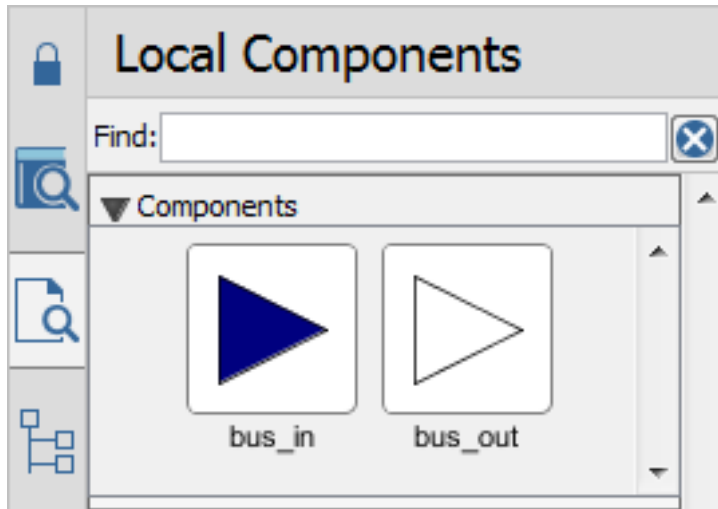 Local Components
Find:
Components
bus_in
bus_out